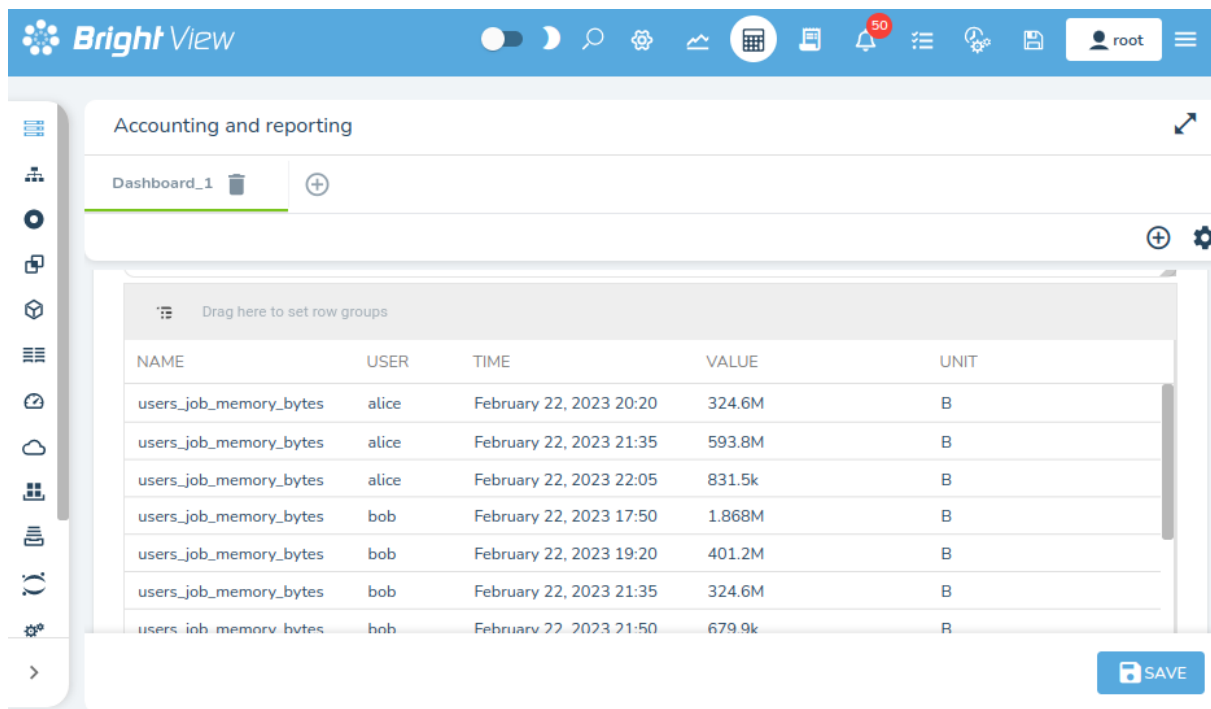 Bright View
50
root
Accounting and reporting
Dashboard_1
Drag here to set row groups
NAME USER TIME VALUE UNIT
users_job_memory_bytes alice February 22, 2023 20:20 324.6M B
users_job_memory_bytes alice February 22, 2023 21:35 593.8M B
users_job_memory_bytes alice February 22, 2023 22:05 831.5k B
users_job_memory_bytes bob February 22, 2023 17:50 1.868M B
users_job_memory_bytes bob February 22, 2023 19:20 401.2M B
users_job_memory_bytes bob February 22, 2023 21:35 324.6M B
users_job_memory_bytes bob February 22, 2023 21:50 679.9k B
SAVE